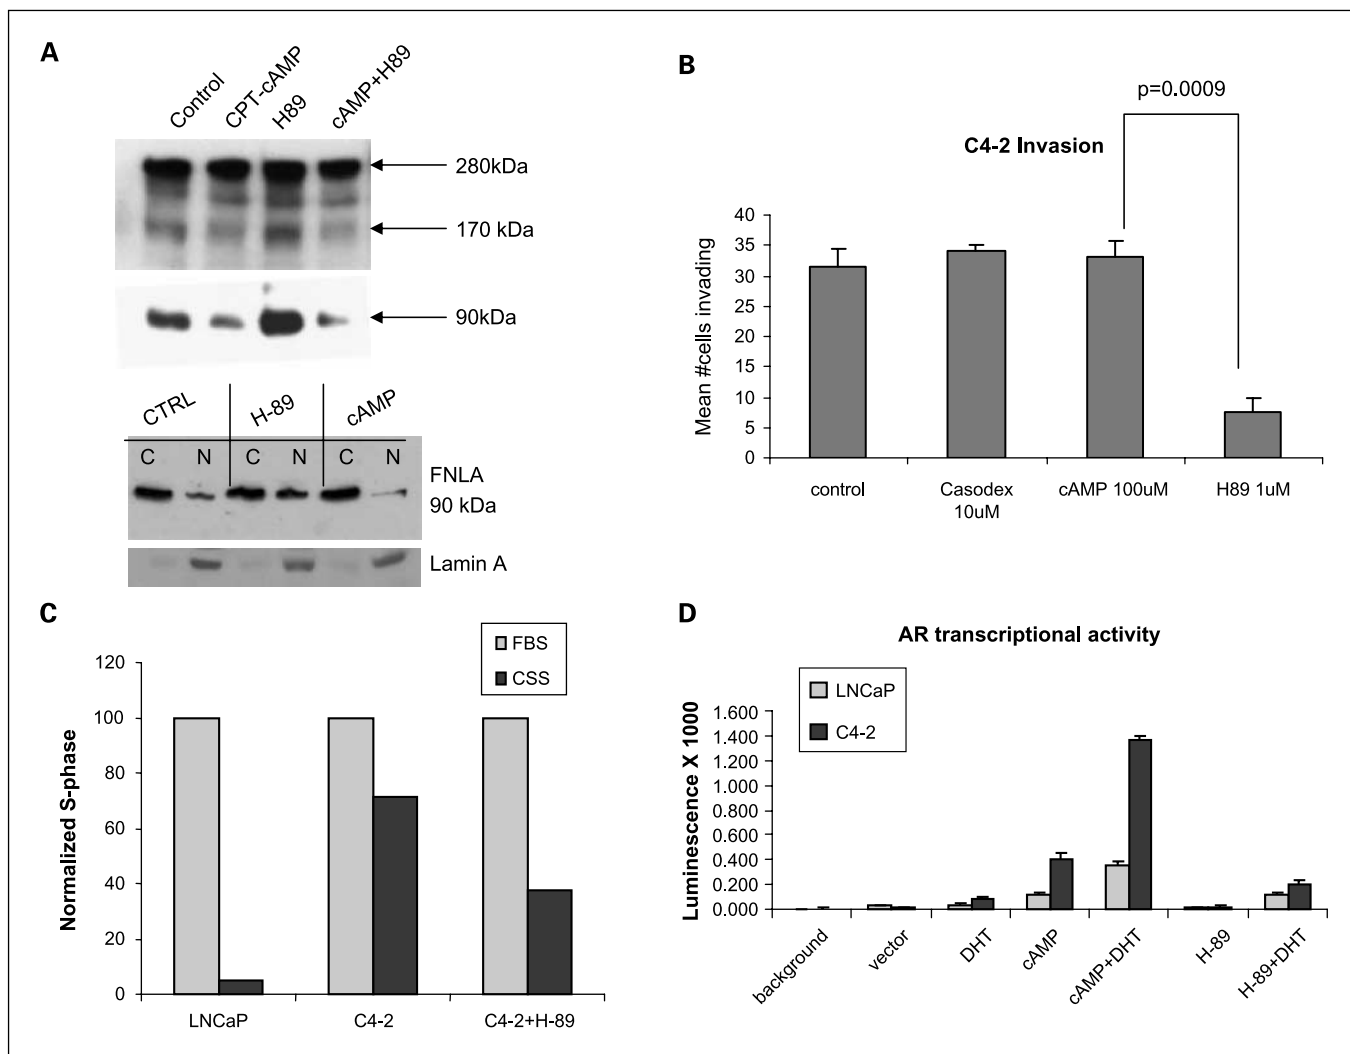 A
Control
CPT-cAMP
H89
cAMP+H89
280kDa
170 kDa
90kDa
CTRL
H-89
cAMP
C N C N C N
FNLA
90 kDa
Lamin A
B
p=0.0009
C4-2 Invasion
Mean #cells invading
40
35
30
25
20
15
10
5
0
control
Casodex
10uM
cAMP 100uM
H89 1uM
C
FBS
CSS
Normalized S-phase
120
100
80
60
40
20
0
LNCaP
C4-2
C4-2+H-89
D
AR transcriptional activity
LNCaP
C4-2
Luminescence X 1000
1.600
1.400
1.200
1.000
0.800
0.600
0.400
0.200
0.000
background
vector
DHT
cAMP
cAMP+DHT
H-89
H-89+DHT